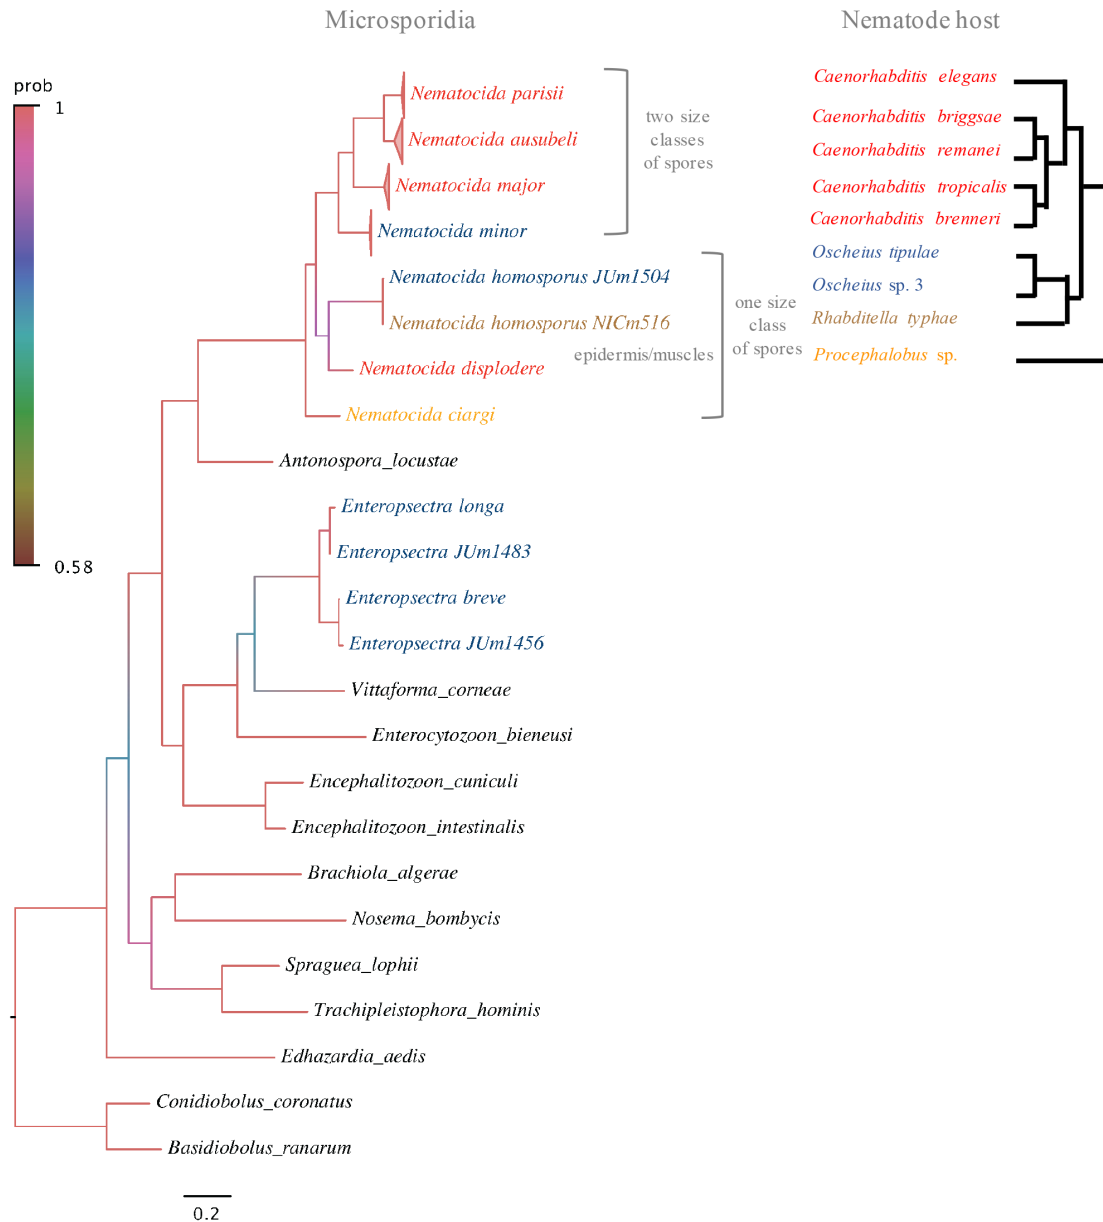 Microsporidia
Nematode host
prob
1
0.58
Nematocida parisii
Nematocida ausubeli
Nematocida major
Nematocida minor
two size
classes
of spores
Nematocida homosporus JUm1504
Nematocida homosporus NICm516
epidermis/muscles
Nematocida displodere
Nematocida ciargi
one size
class
of spores
Antonospora_locustae
Enteropsectra longa
Enteropsectra JUm1483
Enteropsectra breve
Enteropsectra JUm1456
Vittaforma_corneae
Enterocytozoon_bieneusi
Encephalitozoon_cuniculi
Encephalitozoon_intestinalis
Brachiola_algerae
Nosema_bombycis
Spraguea_lophii
Trachipleistophora_hominis
Edhazardia_aedis
Conidiobolus_coronatus
Basidiobolus_ranarum
0.2
Caenorhabditis elegans
Caenorhabditis briggsae
Caenorhabditis remanei
Caenorhabditis tropicalis
Caenorhabditis brenneri
Oscheius tipulae
Oscheius sp. 3
Rhabditella typhae
Procephalobus sp.